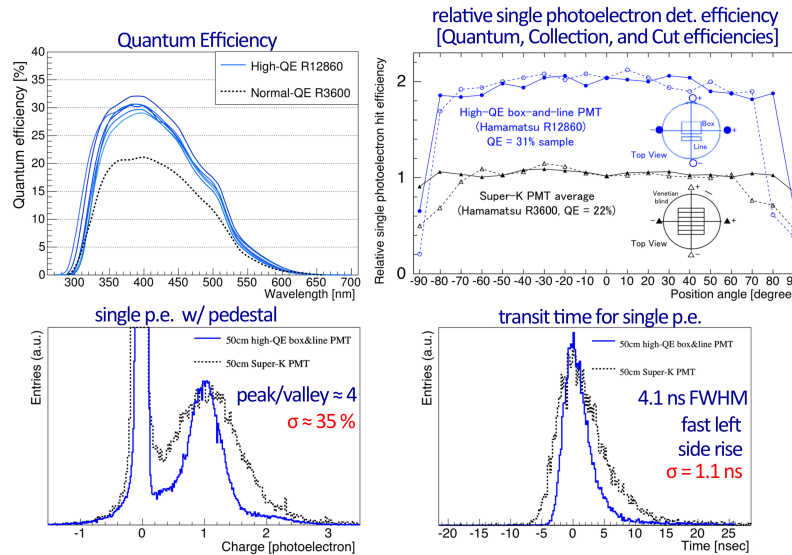 Quantum Efficiency
Quantum efficiency [%]
40
35
30
25
20
15
10
5
0
High-QE R12860
Normal-QE R3600
300 350 400 450 500 550 600 650 700
Wavelength [nm]
relative single photoelectron det. efficiency
[Quantum, Collection, and Cut efficiencies]
Relative single photoelectron hit efficiency
2
1
0
High-QE box-and-line PMT
(Hamamatsu R12860)
QE = 31% sample
Box
Line
Top View
- +
+
-
Super-K PMT average
(Hamamatsu R3600, QE = 22%)
Venetian
blind
Top View
- +
+
-
-90 -80 -70 -60 -50 -40 -30 -20 -10 0 10 20 30 40 50 60 70 80 9
Position angle [degree
single p.e. w/ pedestal
Entries (a.u.)
50cm high-QE box&line PMT
50cm Super-K PMT
peak/valley ≈ 4
σ ≈ 35 %
-1 0 1 2 3
Charge [photoelectron]
transit time for single p.e.
Entries (a.u.)
50cm high-QE box&line PMT
50cm Super-K PMT
4.1 ns FWHM
fast left
side rise
σ = 1.1 ns
-20 -15 -10 -5 0 5 10 15 20 25
Time [nsec]